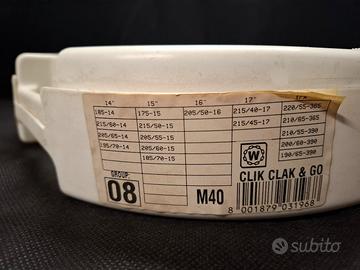 14" 15" 16" 17"
185-14 175-15 205/50-16 215/40-17 220/55-365
215/60-14 215/50-15 215/45-17 210/65-365
205/65-14 205/55-15 210/55-390
195/70-14 205/60-15 200/60-390
185/70-15 190/65-390
GROUP:
08
M40
W
CLIK CLAK & GO
8 001879 031968
subito